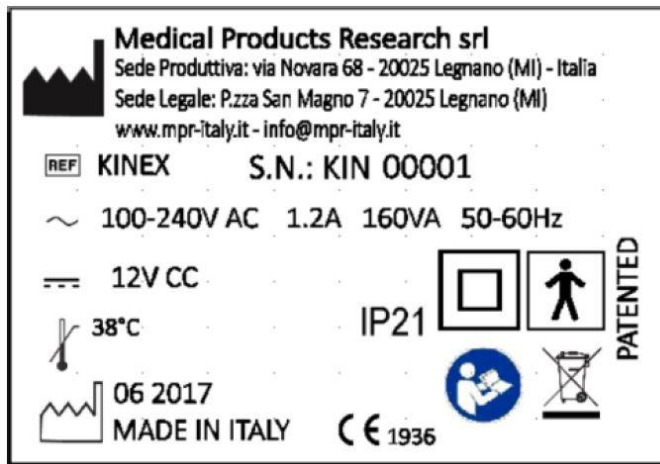 Medical Products Research srl
Sede Produttiva: via Novara 68 - 20025 Legnano (MI) - Italia
Sede Legale: P.zza San Magno 7 - 20025 Legnano (MI)
www.mpr-italy.it - info@mpr-italy.it
REF KINEX S.N.: KIN 00001
100-240V AC 1.2A 160VA 50-60Hz
12V CC
38°C
IP21
PATENTED
06 2017
MADE IN ITALY
CE 1936